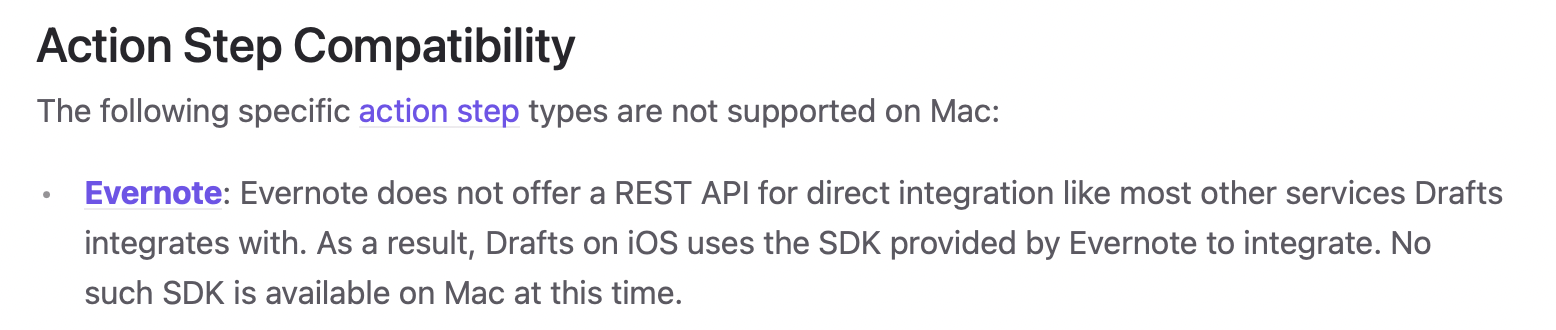 Action Step Compatibility
The following specific action step types are not supported on Mac:
• Evernote: Evernote does not offer a REST API for direct integration like most other services Drafts
integrates with. As a result, Drafts on iOS uses the SDK provided by Evernote to integrate. No
such SDK is available on Mac at this time.